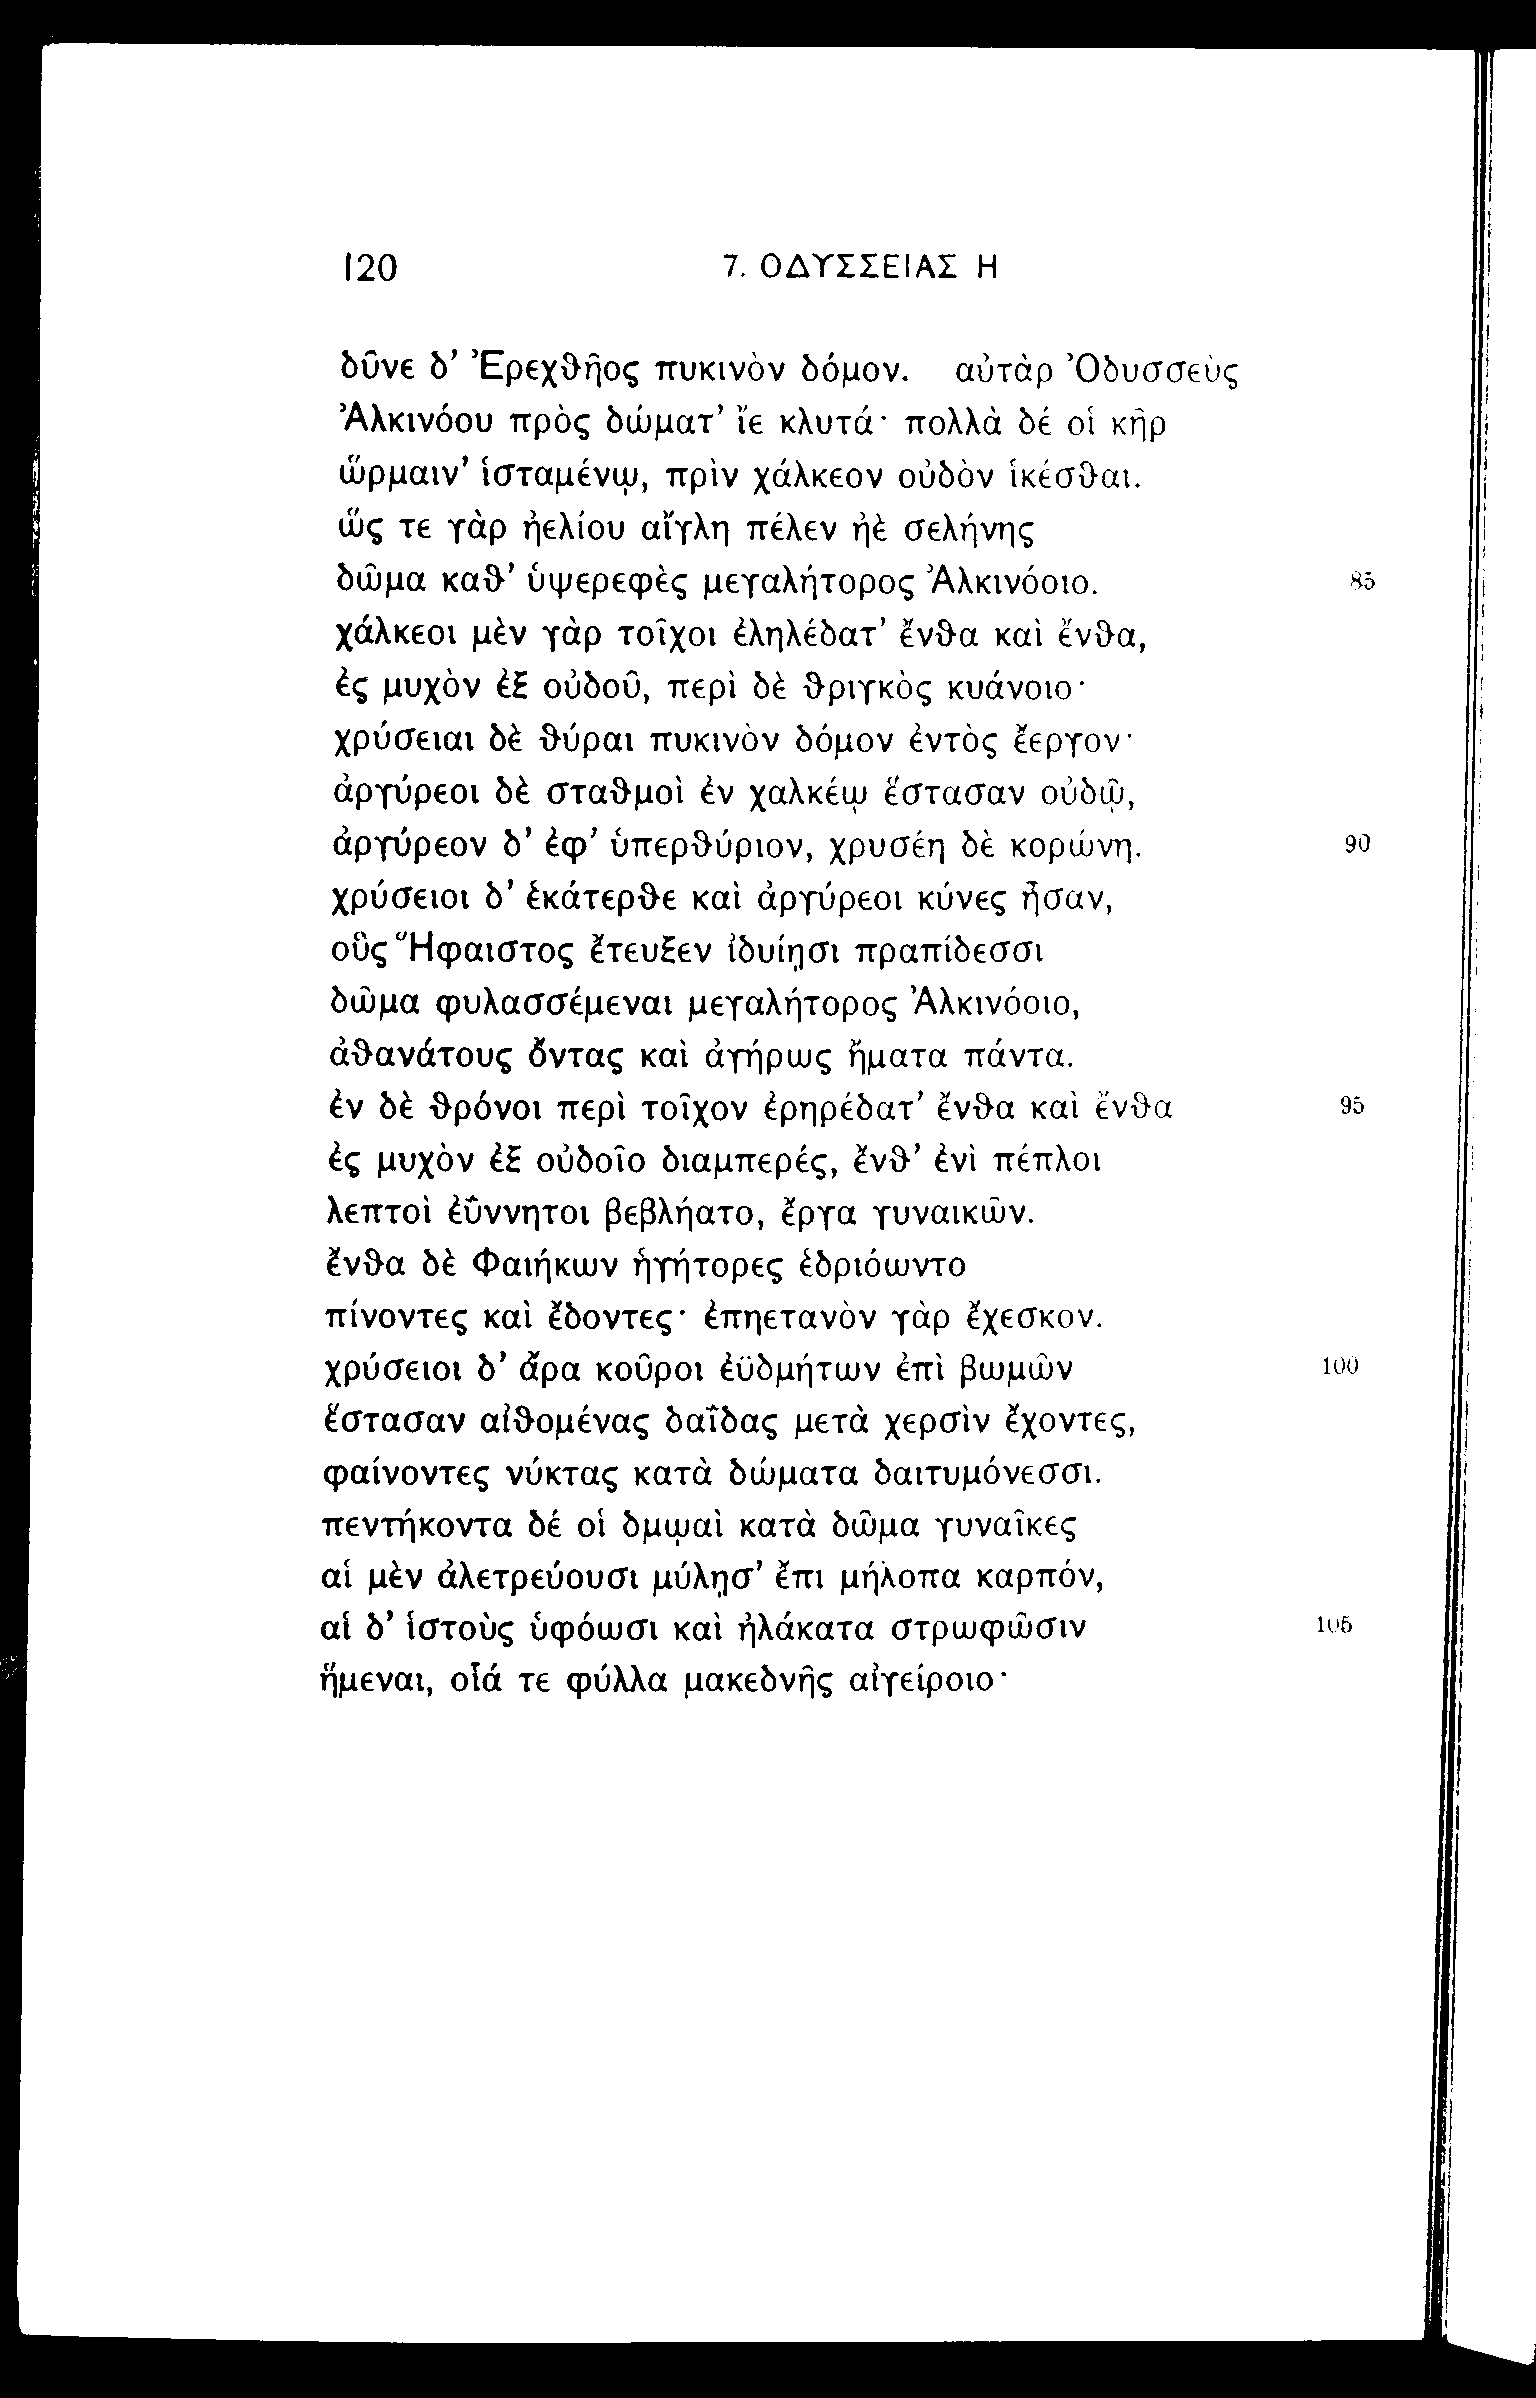 120 7. ΟΔΥΣΣΕΙΑΣ Η
δῦνε δ’ Ἐρεχθῆος πυκινὸν δόμον. αὐτὰρ Ὀδυσσεὺς
Ἀλκινόου πρὸς δώματ’ ἴε κλυτά· πολλὰ δέ οἱ κῆρ
ὥρμαιν’ ἱσταμένῳ, πρὶν χάλκεον οὐδὸν ἱκέσθαι.
ὥς τε γὰρ ἠελίου αἴγλη πέλεν ἠὲ σελήνης
δῶμα καθ’ ὑψερεφὲς μεγαλήτορος Ἀλκινόοιο. 85
χάλκεοι μὲν γὰρ τοῖχοι ἐληλέδατ’ ἔνθα καὶ ἔνθα,
ἐς μυχὸν ἐξ οὐδοῦ, περὶ δὲ θριγκὸς κυάνοιο·
χρύσειαι δὲ θύραι πυκινὸν δόμον ἐντὸς ἔεργον·
ἀργύρεοι δὲ σταθμοὶ ἐν χαλκέῳ ἕστασαν οὐδῷ,
ἀργύρεον δ’ ἐφ’ ὑπερθύριον, χρυσέη δὲ κορώνη. 90
χρύσειοι δ’ ἑκάτερθε καὶ ἀργύρεοι κύνες ἦσαν,
οὓς Ἥφαιστος ἔτευξεν ἰδυίῃσι πραπίδεσσι
δῶμα φυλασσέμεναι μεγαλήτορος Ἀλκινόοιο,
ἀθανάτους ὄντας καὶ ἀγήρως ἤματα πάντα.
ἐν δὲ θρόνοι περὶ τοῖχον ἐρηρέδατ’ ἔνθα καὶ ἔνθα 95
ἐς μυχὸν ἐξ οὐδοῖο διαμπερές, ἔνθ’ ἐνὶ πέπλοι
λεπτοὶ ἐΰννητοι βεβλήατο, ἔργα γυναικῶν.
ἔνθα δὲ Φαιήκων ἡγήτορες ἑδριόωντο
πίνοντες καὶ ἔδοντες· ἐπηετανὸν γὰρ ἔχεσκον.
χρύσειοι δ’ ἄρα κοῦροι ἐϋδμήτων ἐπὶ βωμῶν 100
ἕστασαν αἰθομένας δαΐδας μετὰ χερσὶν ἔχοντες,
φαίνοντες νύκτας κατὰ δώματα δαιτυμόνεσσι.
πεντήκοντα δέ οἱ δμῳαὶ κατὰ δῶμα γυναῖκες
αἱ μὲν ἀλετρεύουσι μύλῃσ’ ἔπι μήλοπα καρπόν,
αἱ δ’ ἱστοὺς ὑφόωσι καὶ ἠλάκατα στρωφῶσιν 105
ἥμεναι, οἷά τε φύλλα μακεδνῆς αἰγείροιο·